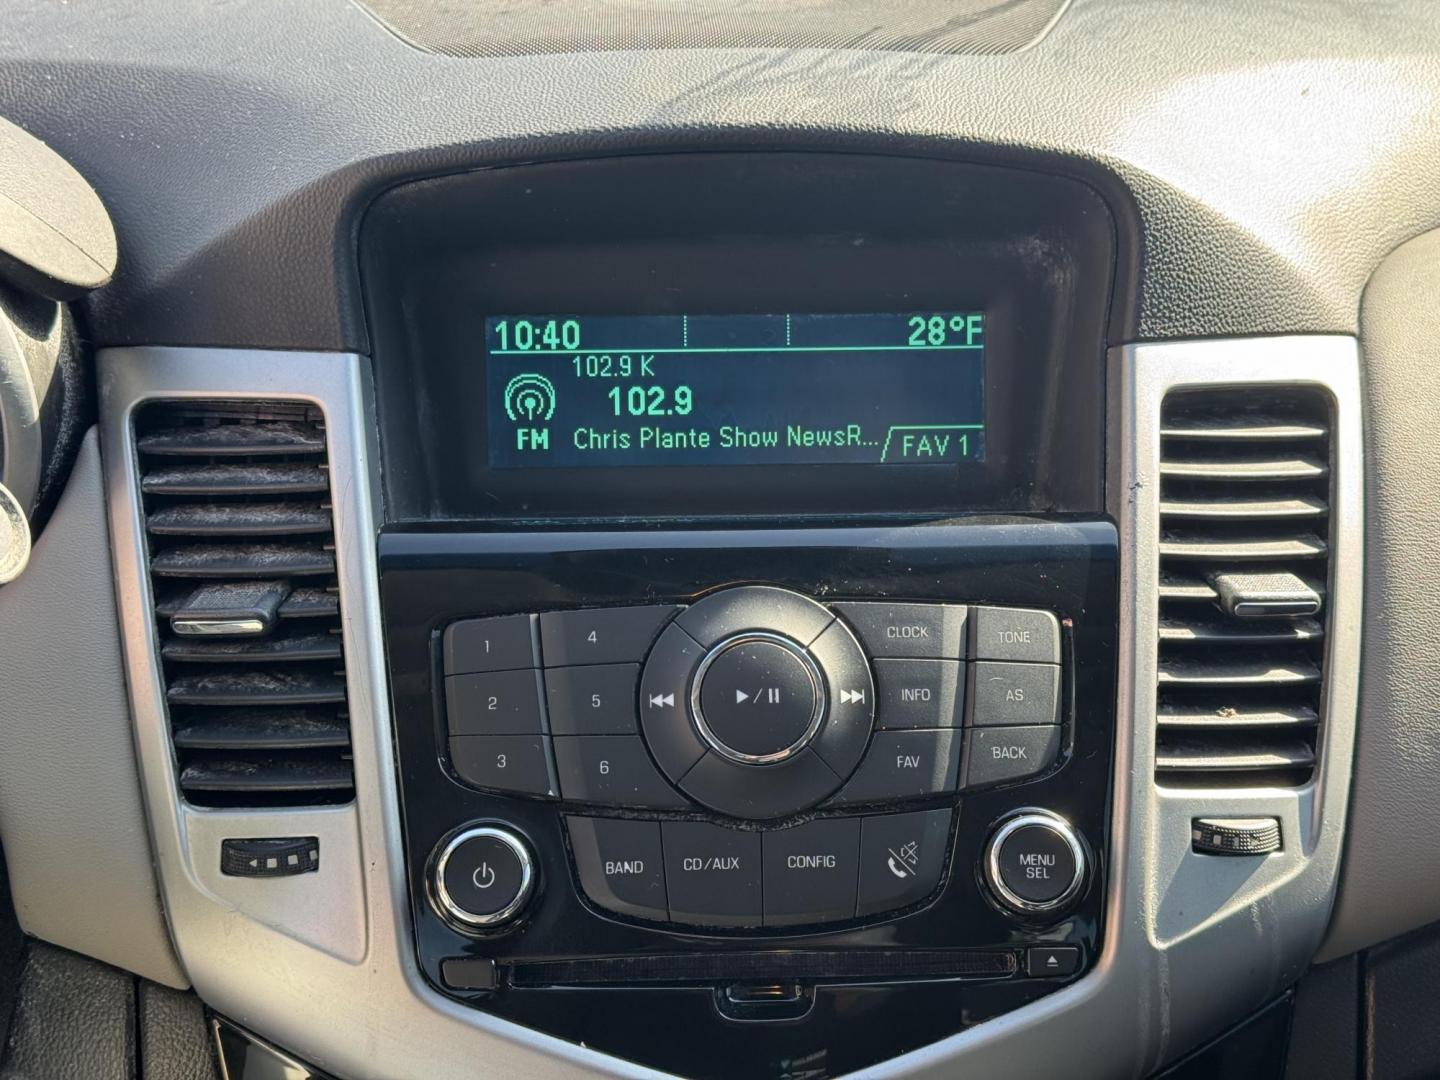 10:40 28°F
102.9 K
102.9
FM Chris Plante Show NewsR... FAV 1
1 4 CLOCK TONE
2 5 INFO AS
3 6 FAV BACK
BAND CD/AUX CONFIG
MENU
SEL